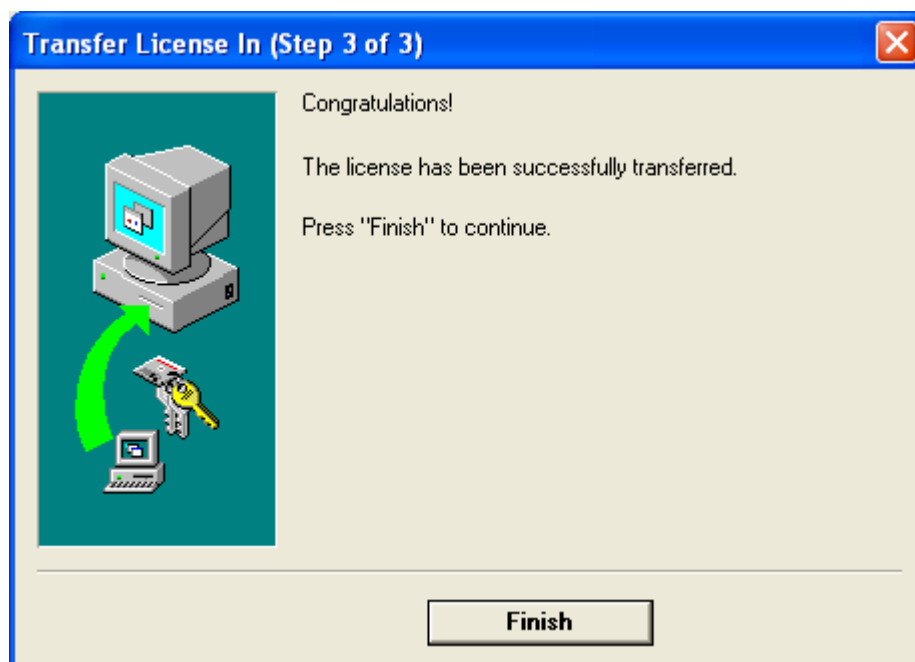 Transfer License In (Step 3 of 3)
Congratulations!
The license has been successfully transferred.
Press "Finish" to continue.
Finish